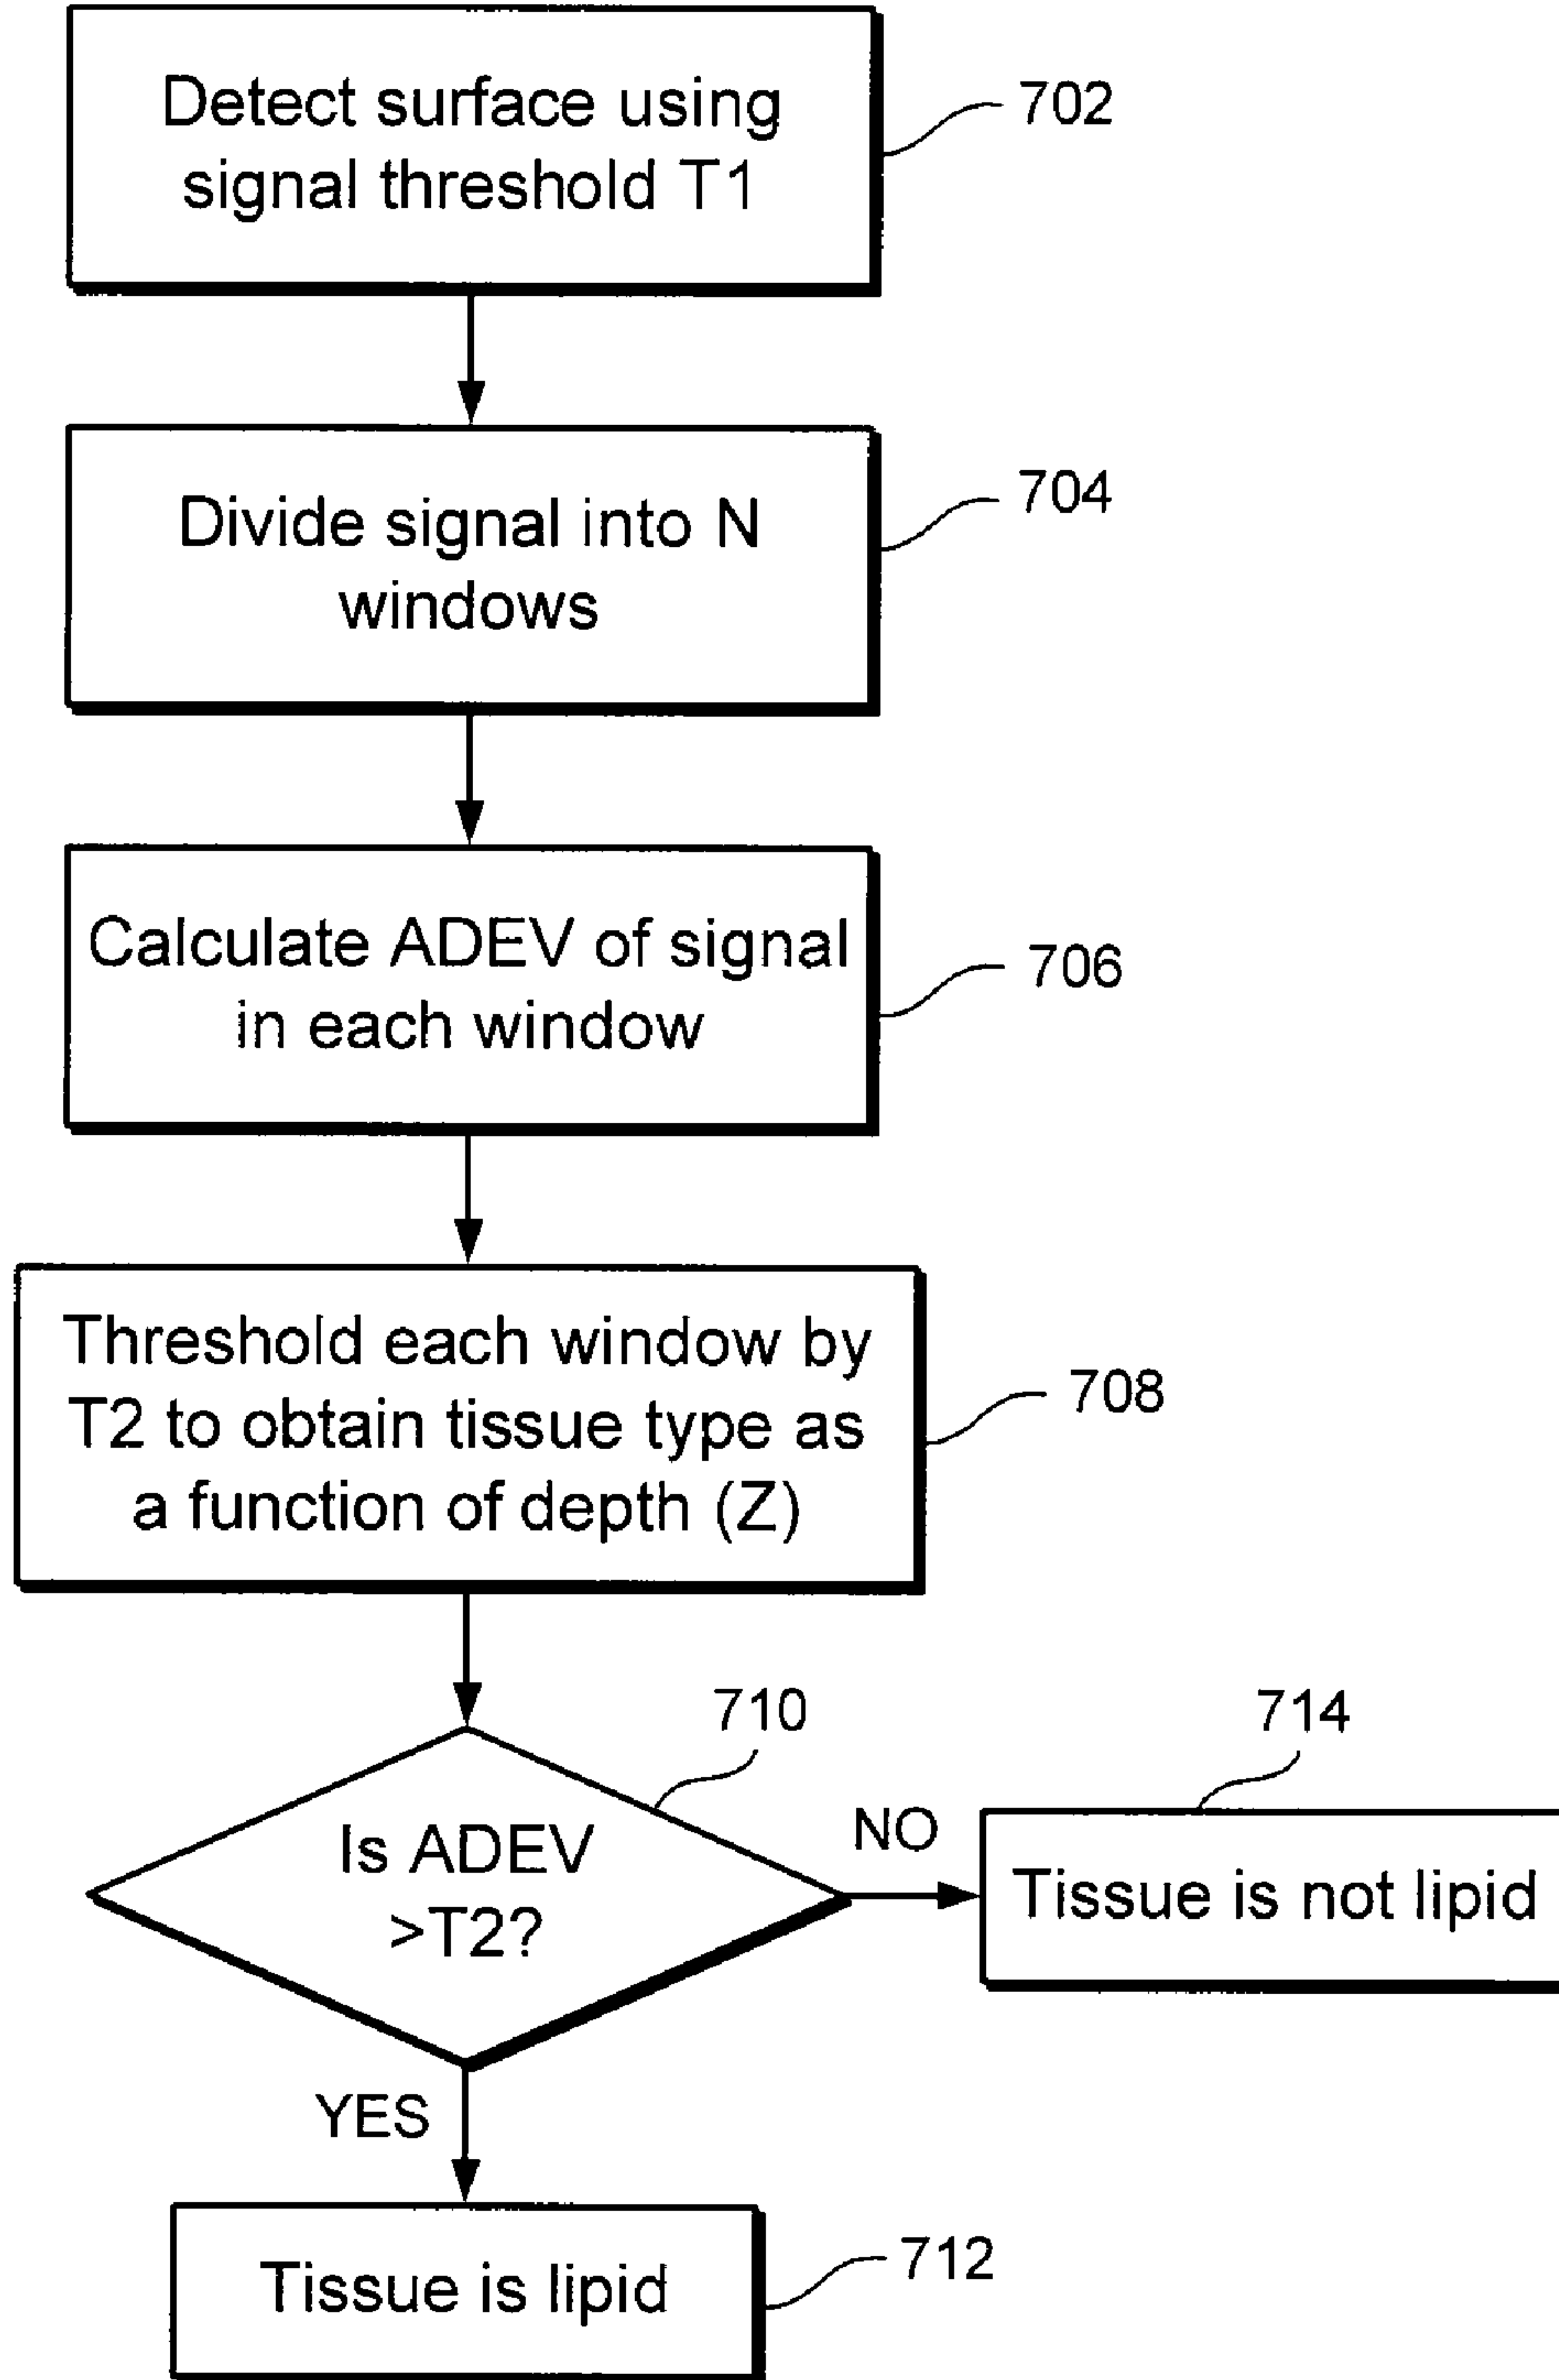 Detect surface using
signal threshold T1
702
Divide signal into N
windows
704
Calculate ADEV of signal
in each window
706
Threshold each window by
T2 to obtain tissue type as
a function of depth (Z)
708
710
714
Is ADEV
>T2?
NO
Tissue is not lipid
YES
Tissue is lipid
712